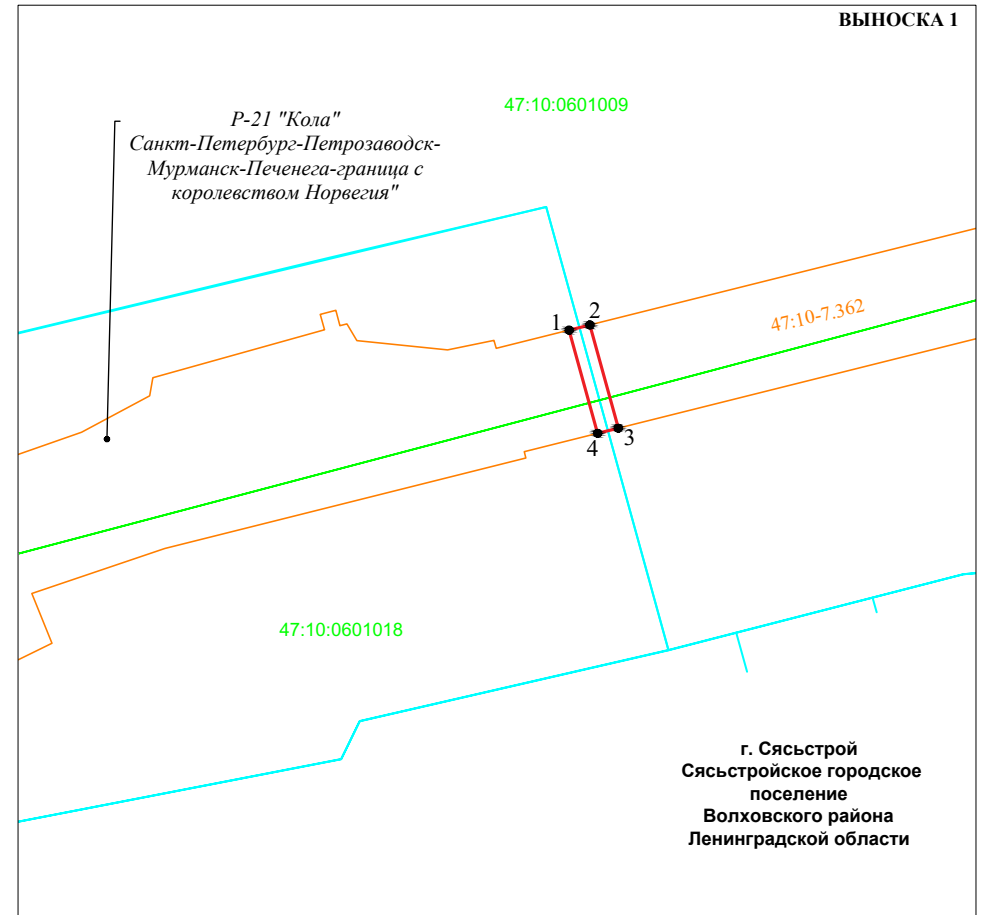 ВЫНОСКА 1
47:10:0601009
Р-21 "Кола"
Санкт-Петербург-Петрозаводск-
Мурманск-Печенега-граница с
королевством Норвегия"
1
2
47:10-7.362
3
4
47:10:0601018
г. Сясьстрой
Сясьстройское городское
поселение
Волховского района
Ленинградской области